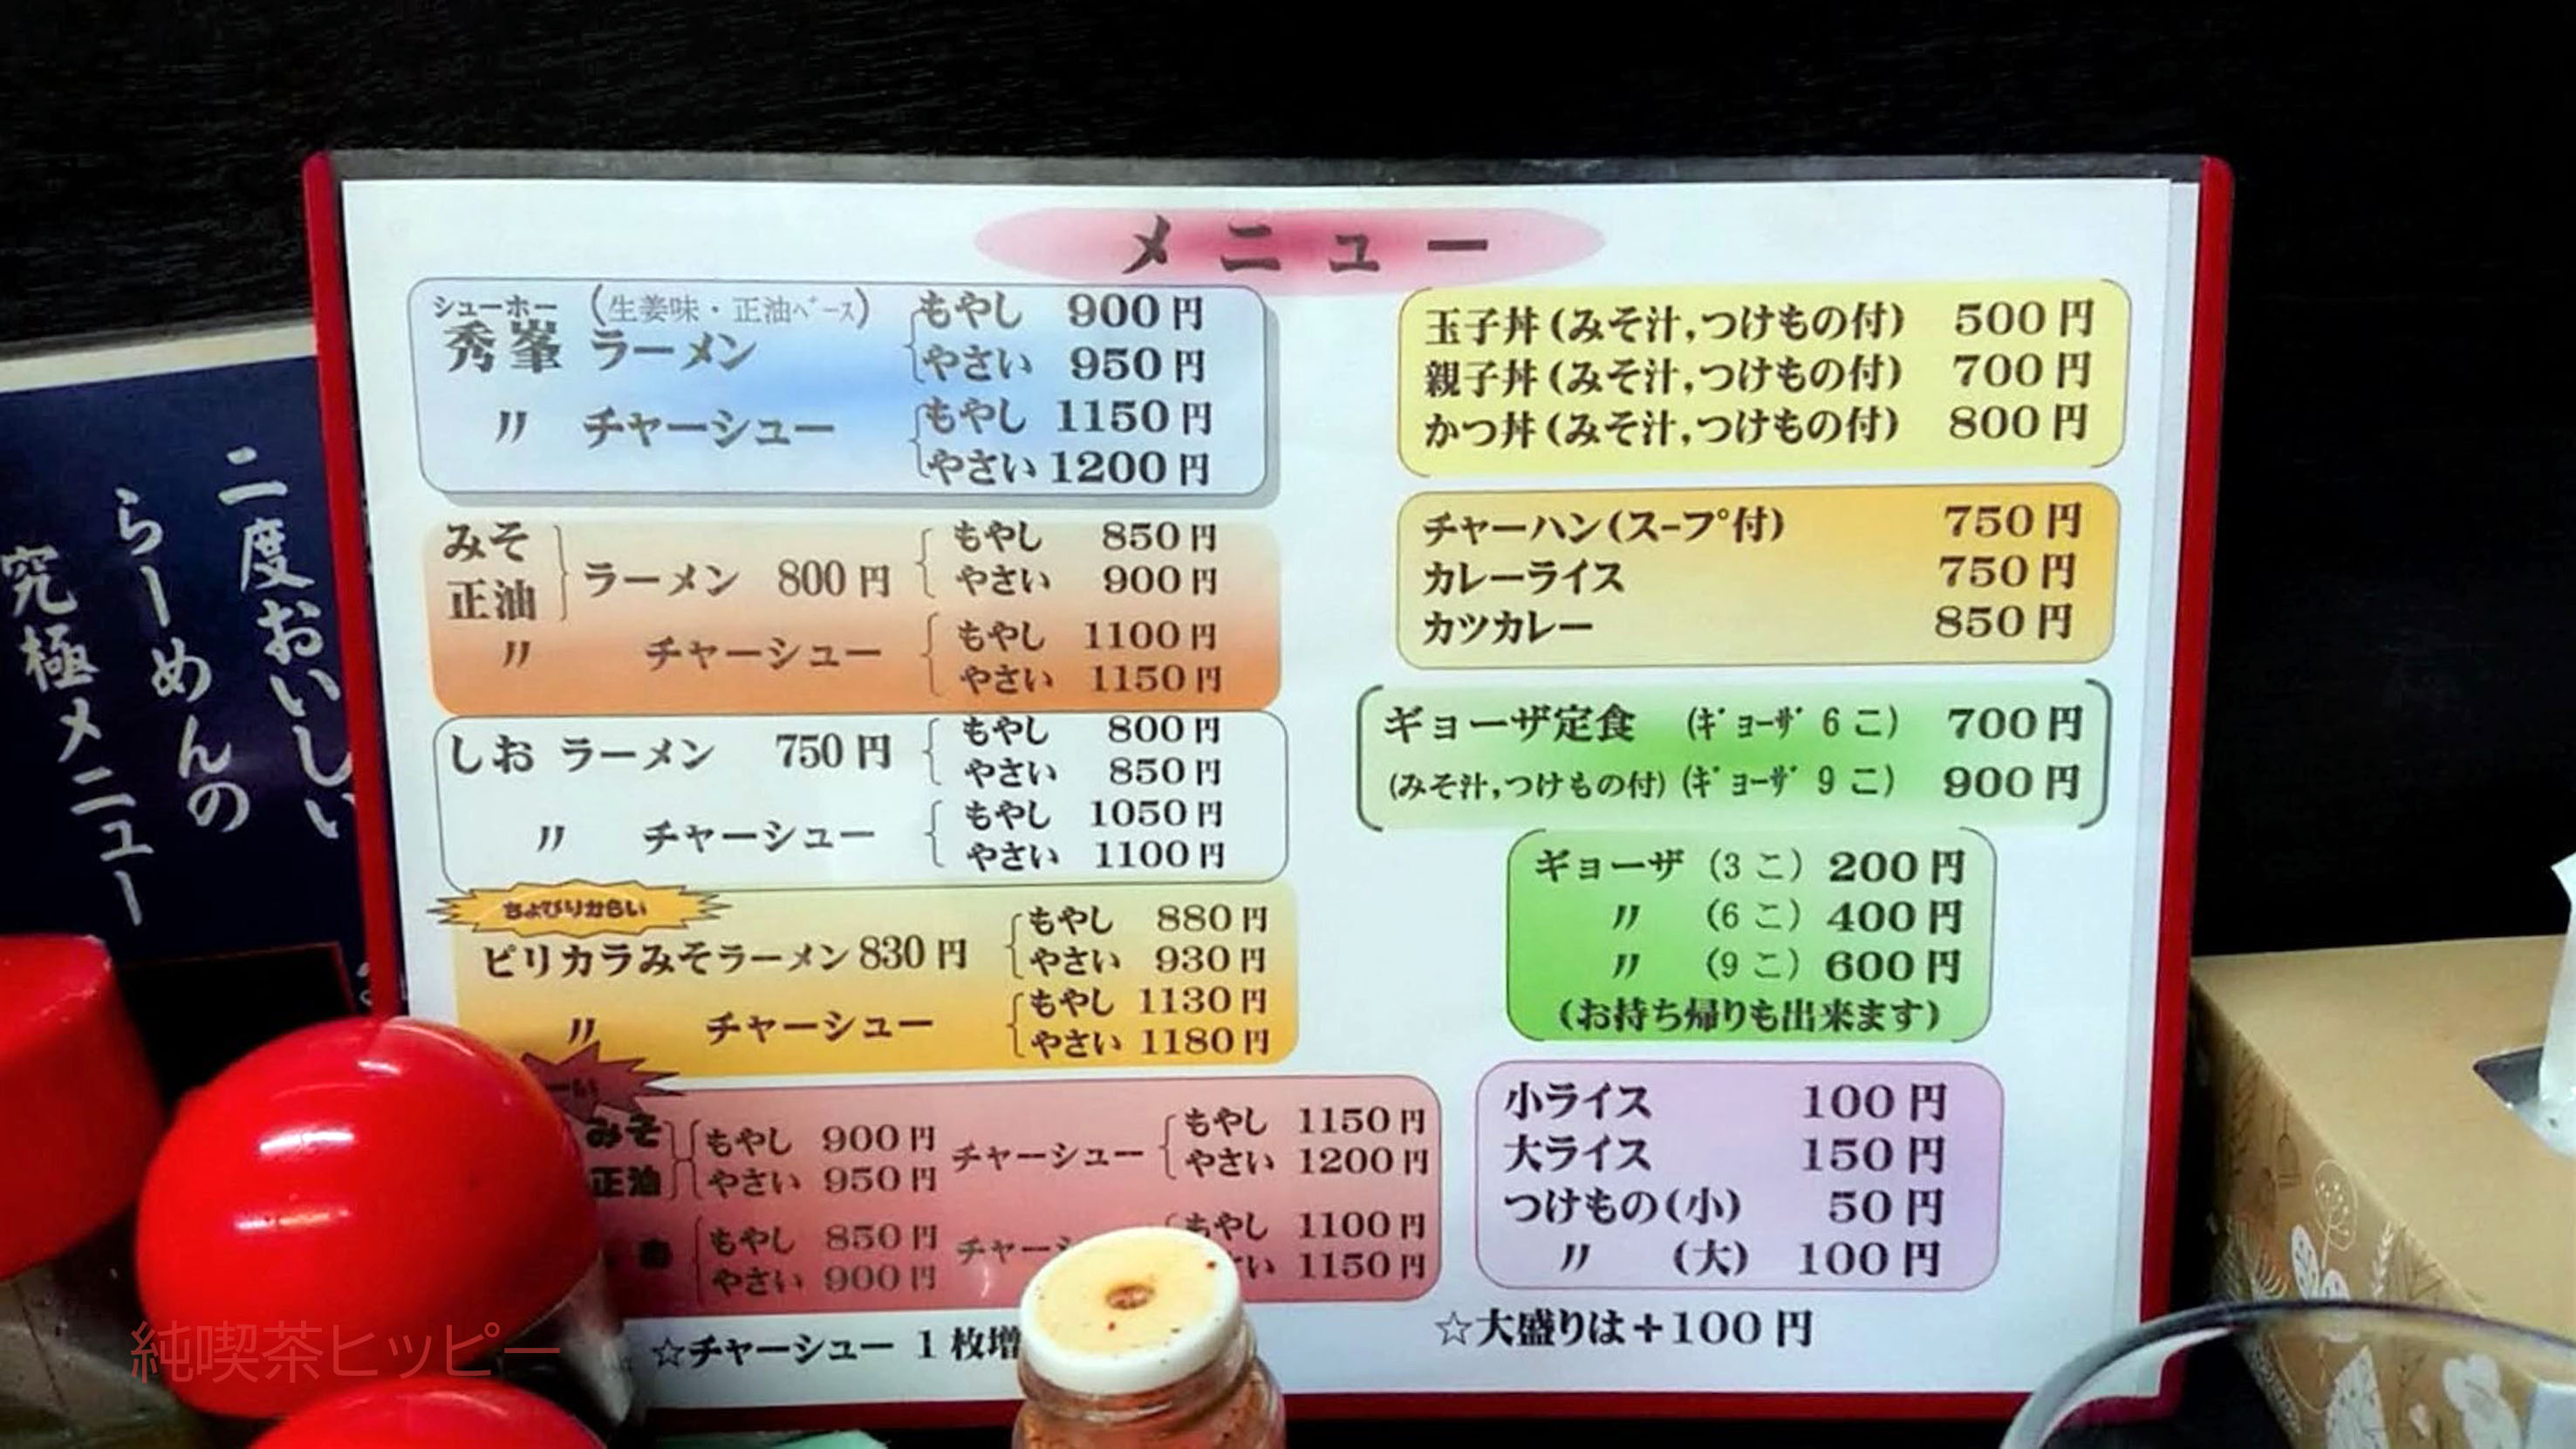 メニュー
シューホー
秀峯 ラーメン (生姜味・正油ベース) もやし 900円
やさい 950円
〃 チャーシュー もやし 1150円
やさい 1200円
みそ
正油
ラーメン 800円 もやし 850円
やさい 900円
〃 チャーシュー もやし 1100円
やさい 1150円
しお ラーメン 750円 もやし 800円
やさい 850円
〃 チャーシュー もやし 1050円
やさい 1100円
ちょびりからい
ピリカラみそラーメン 830円 もやし 880円
やさい 930円
〃 チャーシュー もやし 1130円
やさい 1180円
みそ もやし 900円 チャーシュー もやし 1150円
正油 やさい 950円 やさい 1200円
もやし 850円 チャー もやし 1100円
やさい 900円 い 1150円
☆チャーシュー 1枚増
玉子丼(みそ汁,つけもの付) 500円
親子丼(みそ汁,つけもの付) 700円
かつ丼(みそ汁,つけもの付) 800円
チャーハン(スープ付) 750円
カレーライス 750円
カツカレー 850円
ギョーザ定食 (ギョーザ 6こ) 700円
(みそ汁,つけもの付) (ギョーザ 9こ) 900円
ギョーザ (3こ) 200円
〃 (6こ) 400円
〃 (9こ) 600円
(お持ち帰りも出来ます)
小ライス 100円
大ライス 150円
つけもの(小) 50円
〃 (大) 100円
☆大盛りは+100円
二度おいしい
らーめんの
究極メニュー
純喫茶ヒッピー